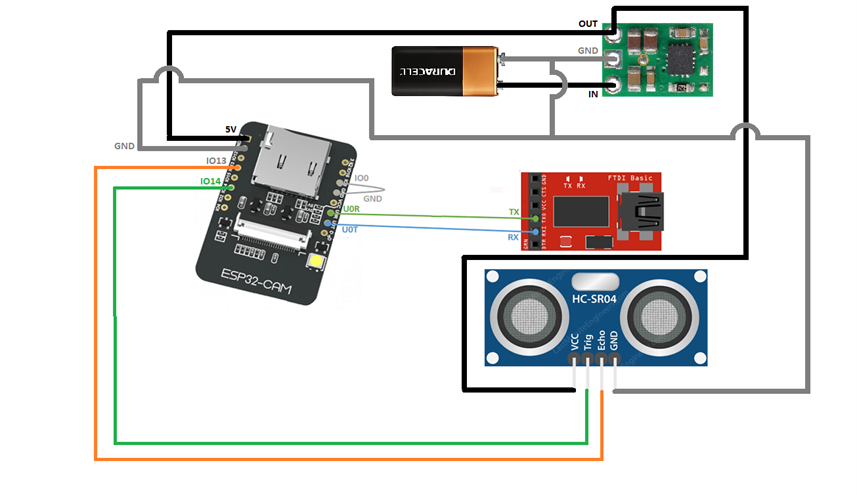 OUT
GND
IN
DURACELL
5V
GND
IO13
IO14
IO0
GND
U0R
U0T
ESP32-CAM
FTDI Basic
TX RX
TX
RX
HC-SR04
VCC
Trig
Echo
GND